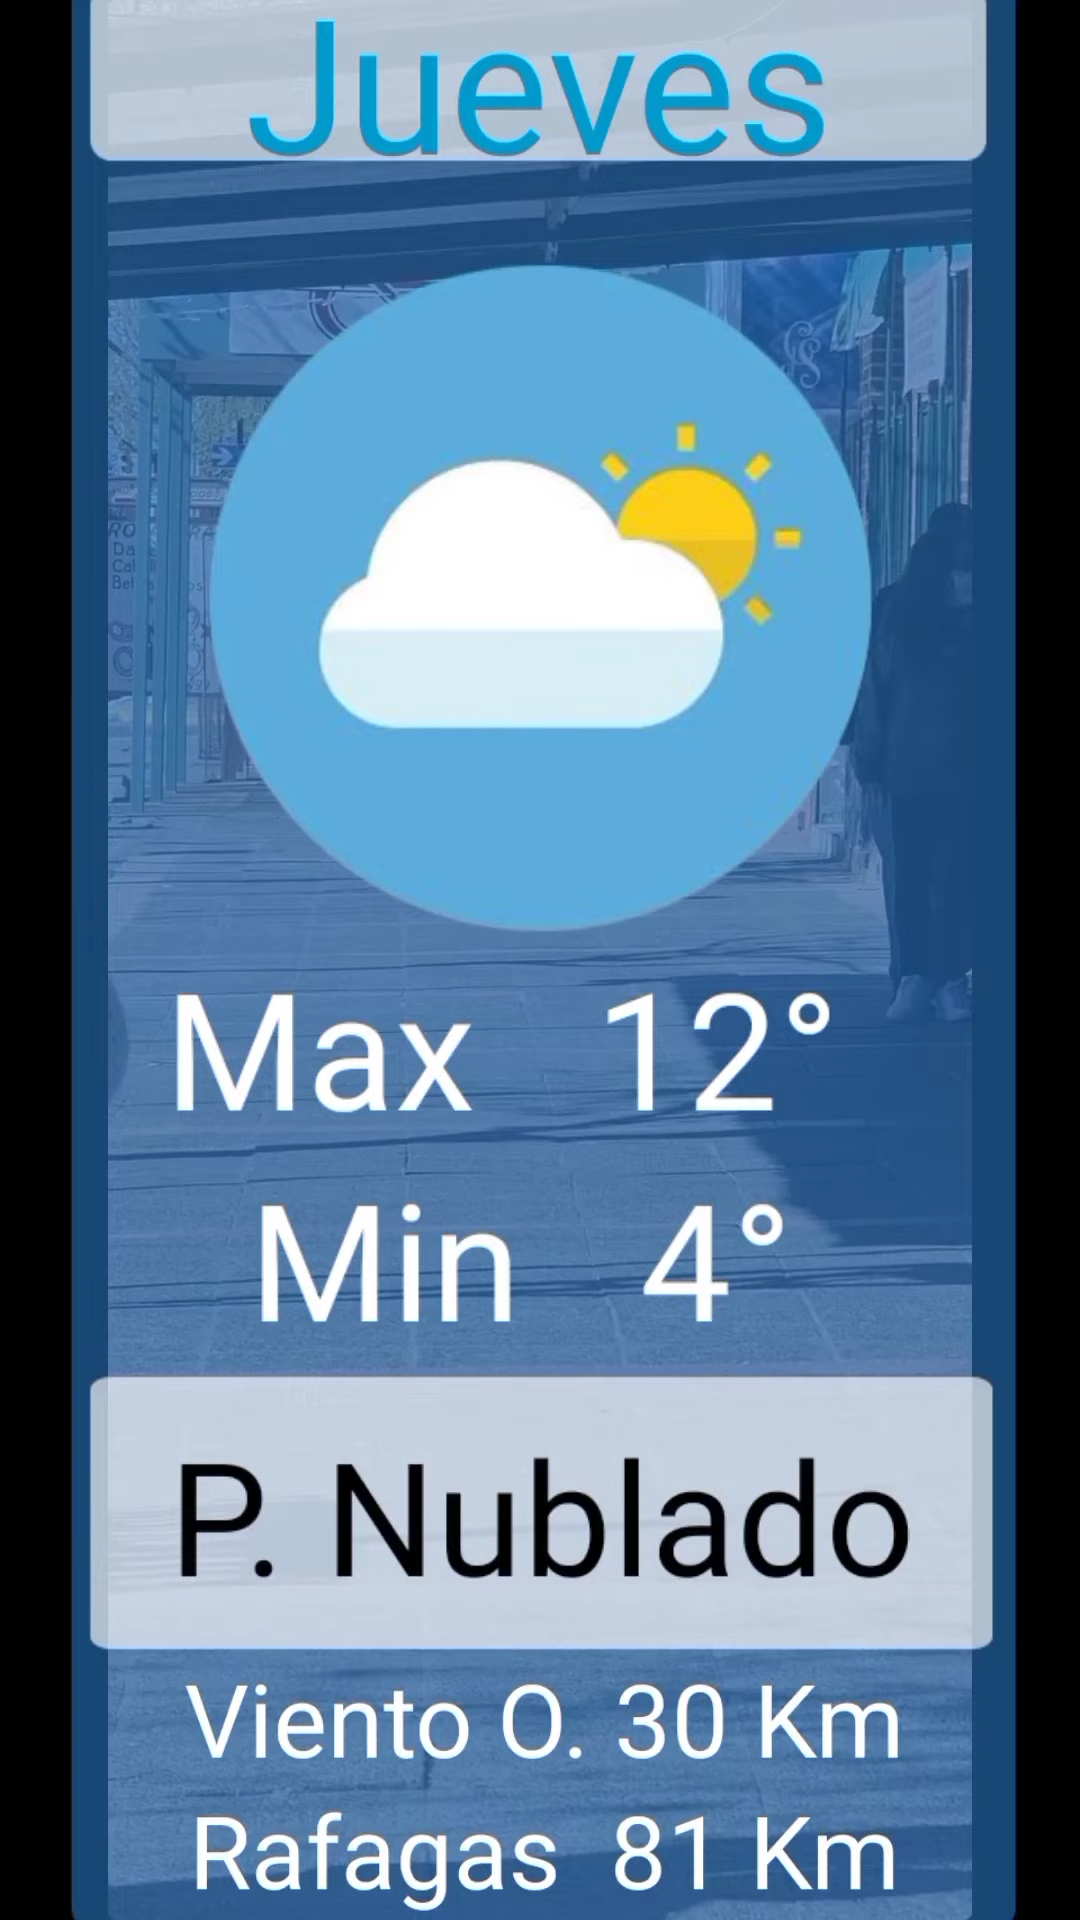 Jueves
Max 12°
Min 4°
P. Nublado
Viento O. 30 Km
Rafagas 81 Km